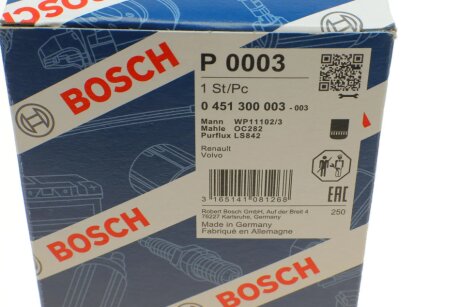 BOSCH
BOSCH
P 0003
1 St/Pc
0 451 300 003 - 003
Mann WP11102/3
Mahle OC282
Purflux LS842
Renault
Volvo
3 165141 081268
EAC
Robert Bosch GmbH, Auf der Breit 4
76227 Karlsruhe, Germany
250
Made in Germany
Fabriqué en Allemagne